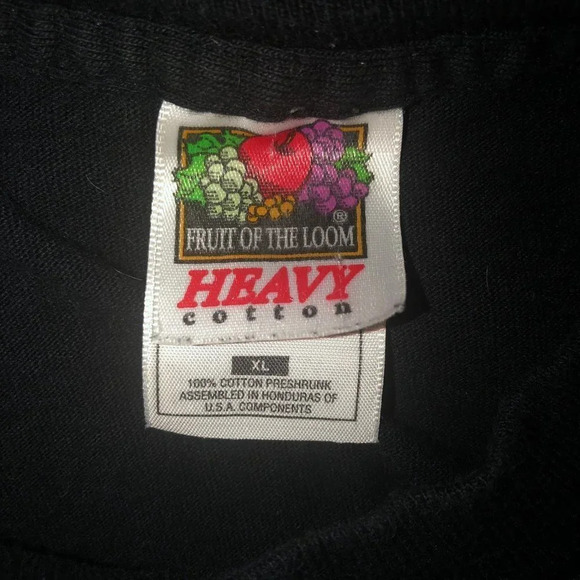 FRUIT OF THE LOOM ®
HEAVY
cotton
XL
100% COTTON PRESHRUNK
ASSEMBLED IN HONDURAS OF
U.S.A. COMPONENTS